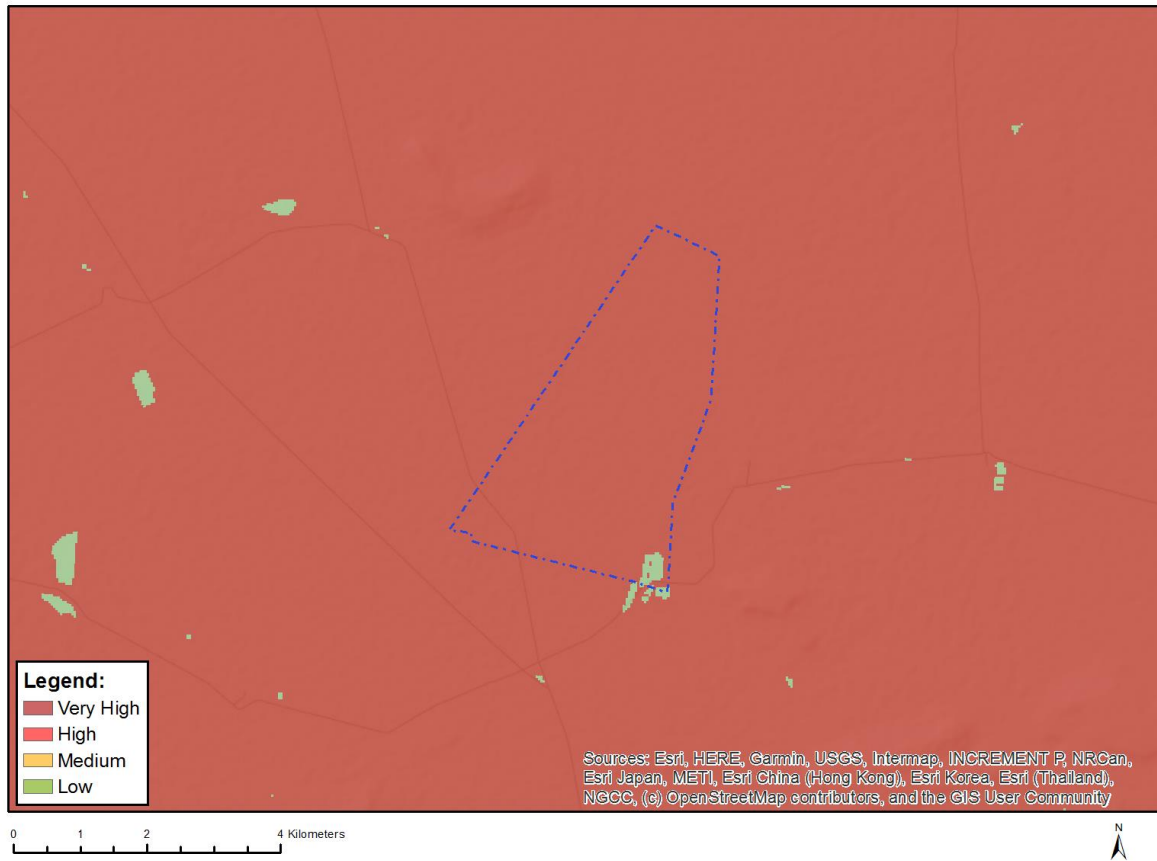 Legend:
Very High
High
Medium
Low
Sources: Esri, HERE, Garmin, USGS, Intermap, INCREMENT P, NRCan,
Esri Japan, METI, Esri China (Hong Kong), Esri Korea, Esri (Thailand),
NGCC, (c) OpenStreetMap contributors, and the GIS User Community
0 1 2 4 Kilometers
N